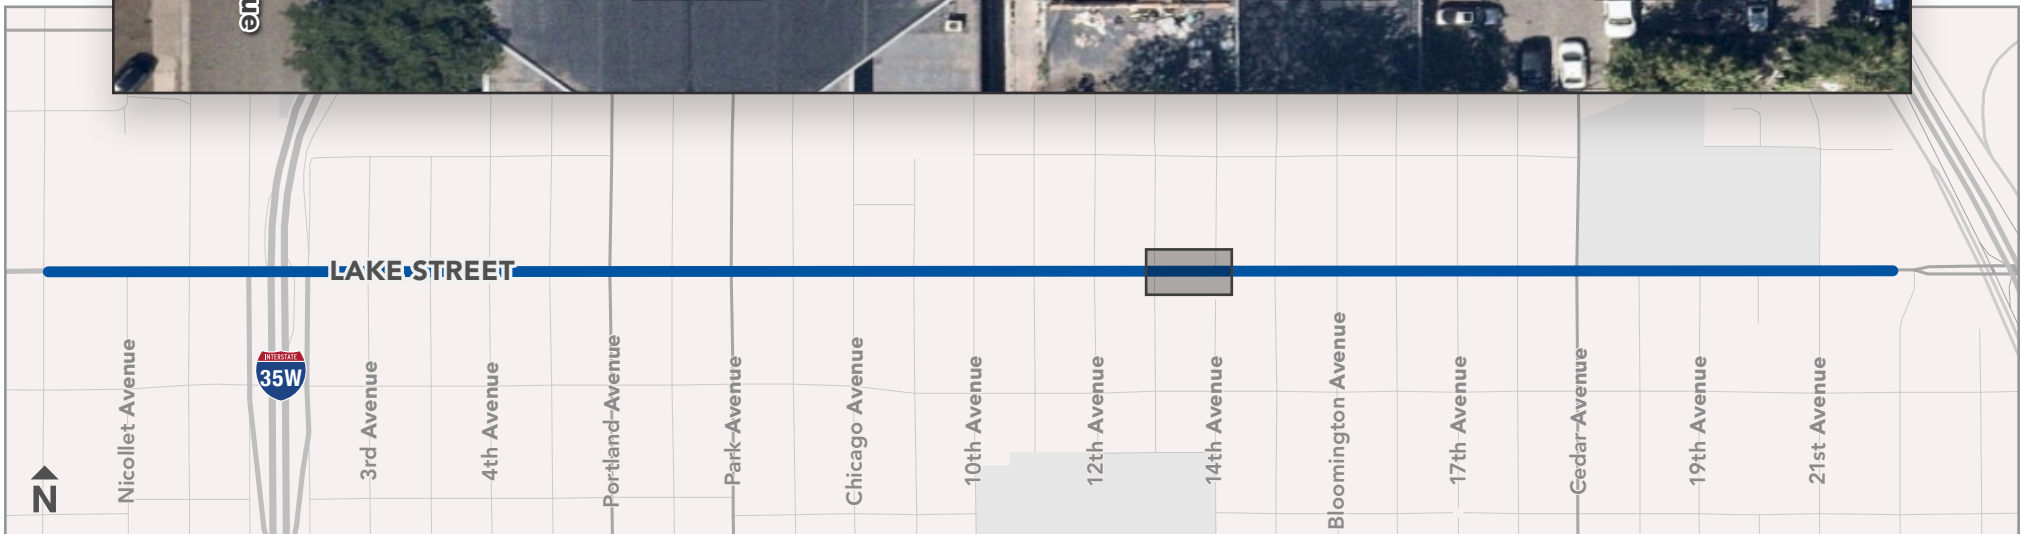 ue
LAKE STREET
INTERSTATE
35W
Nicollet Avenue
3rd Avenue
4th Avenue
Portland Avenue
Park Avenue
Chicago Avenue
10th Avenue
12th Avenue
14th Avenue
Bloomington Avenue
17th Avenue
Cedar Avenue
19th Avenue
21st Avenue
N